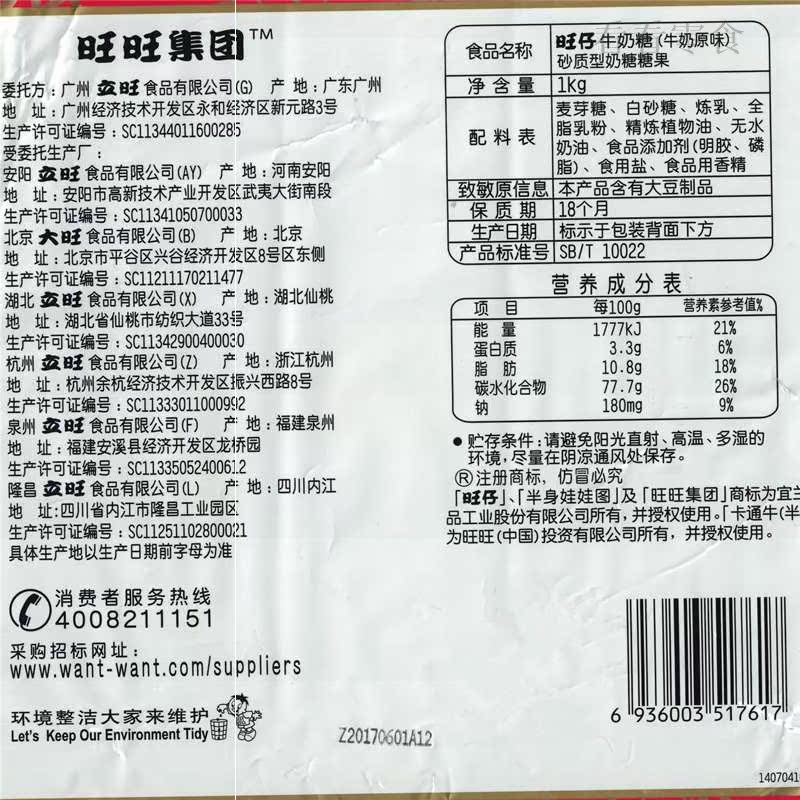 旺旺集团™
委托方：广州 立旺 食品有限公司(G) 产 地：广东广州
地 址：广州经济技术开发区永和经济区新元路3号
生产许可证编号：SC11344011600285
受委托生产厂：
安阳 立旺 食品有限公司(AY) 产 地：河南安阳
地 址：安阳市高新技术产业开发区武夷大街南段
生产许可证编号：SC11341050700033
北京 大旺 食品有限公司(B) 产 地：北京
地 址：北京市平谷区兴谷经济开发区8号区东侧
生产许可证编号：SC11211170211477
湖北 立旺 食品有限公司(X) 产 地：湖北仙桃
地 址：湖北省仙桃市纺织大道33号
生产许可证编号：SC11342900400030
杭州 立旺 食品有限公司(Z) 产 地：浙江杭州
地 址：杭州余杭经济技术开发区振兴西路8号
生产许可证编号：SC11333011000992
泉州 立旺 食品有限公司(F) 产 地：福建泉州
地 址：福建安溪县经济开发区龙桥园
生产许可证编号：SC11335052400612
隆昌 立旺 食品有限公司(L) 产 地：四川内江
地 址：四川省内江市隆昌工业园区
生产许可证编号：SC11251102800021
具体生产地以生产日期前字母为准
消费者服务热线
4008211151
采购招标网址：
www.want-want.com/suppliers
环境整洁大家来维护
Let's Keep Our Environment Tidy
食品名称 旺仔牛奶糖(牛奶原味)
砂质型奶糖糖果
净含量 1kg
配料表 麦芽糖、白砂糖、炼乳、全
脂乳粉、精炼植物油、无水
奶油、食品添加剂(明胶、磷
脂)、食用盐、食品用香精
致敏原信息 本产品含有大豆制品
保质期 18个月
生产日期 标示于包装背面下方
产品标准号 SB/T 10022
营养成分表
项 目 每100g 营养素参考值%
能 量 1777kJ 21%
蛋白质 3.3g 6%
脂 肪 10.8g 18%
碳水化合物 77.7g 26%
钠 180mg 9%
●贮存条件：请避免阳光直射、高温、多湿的
环境，尽量在阴凉通风处保存。
Ⓡ注册商标，仿冒必究
「旺仔」、「半身娃娃图」及「旺旺集团」商标为宜兰
品工业股份有限公司所有，并授权使用。「卡通牛(半
为旺旺(中国)投资有限公司所有，并授权使用。
6 936003 517617
Z20170601A12
1407041